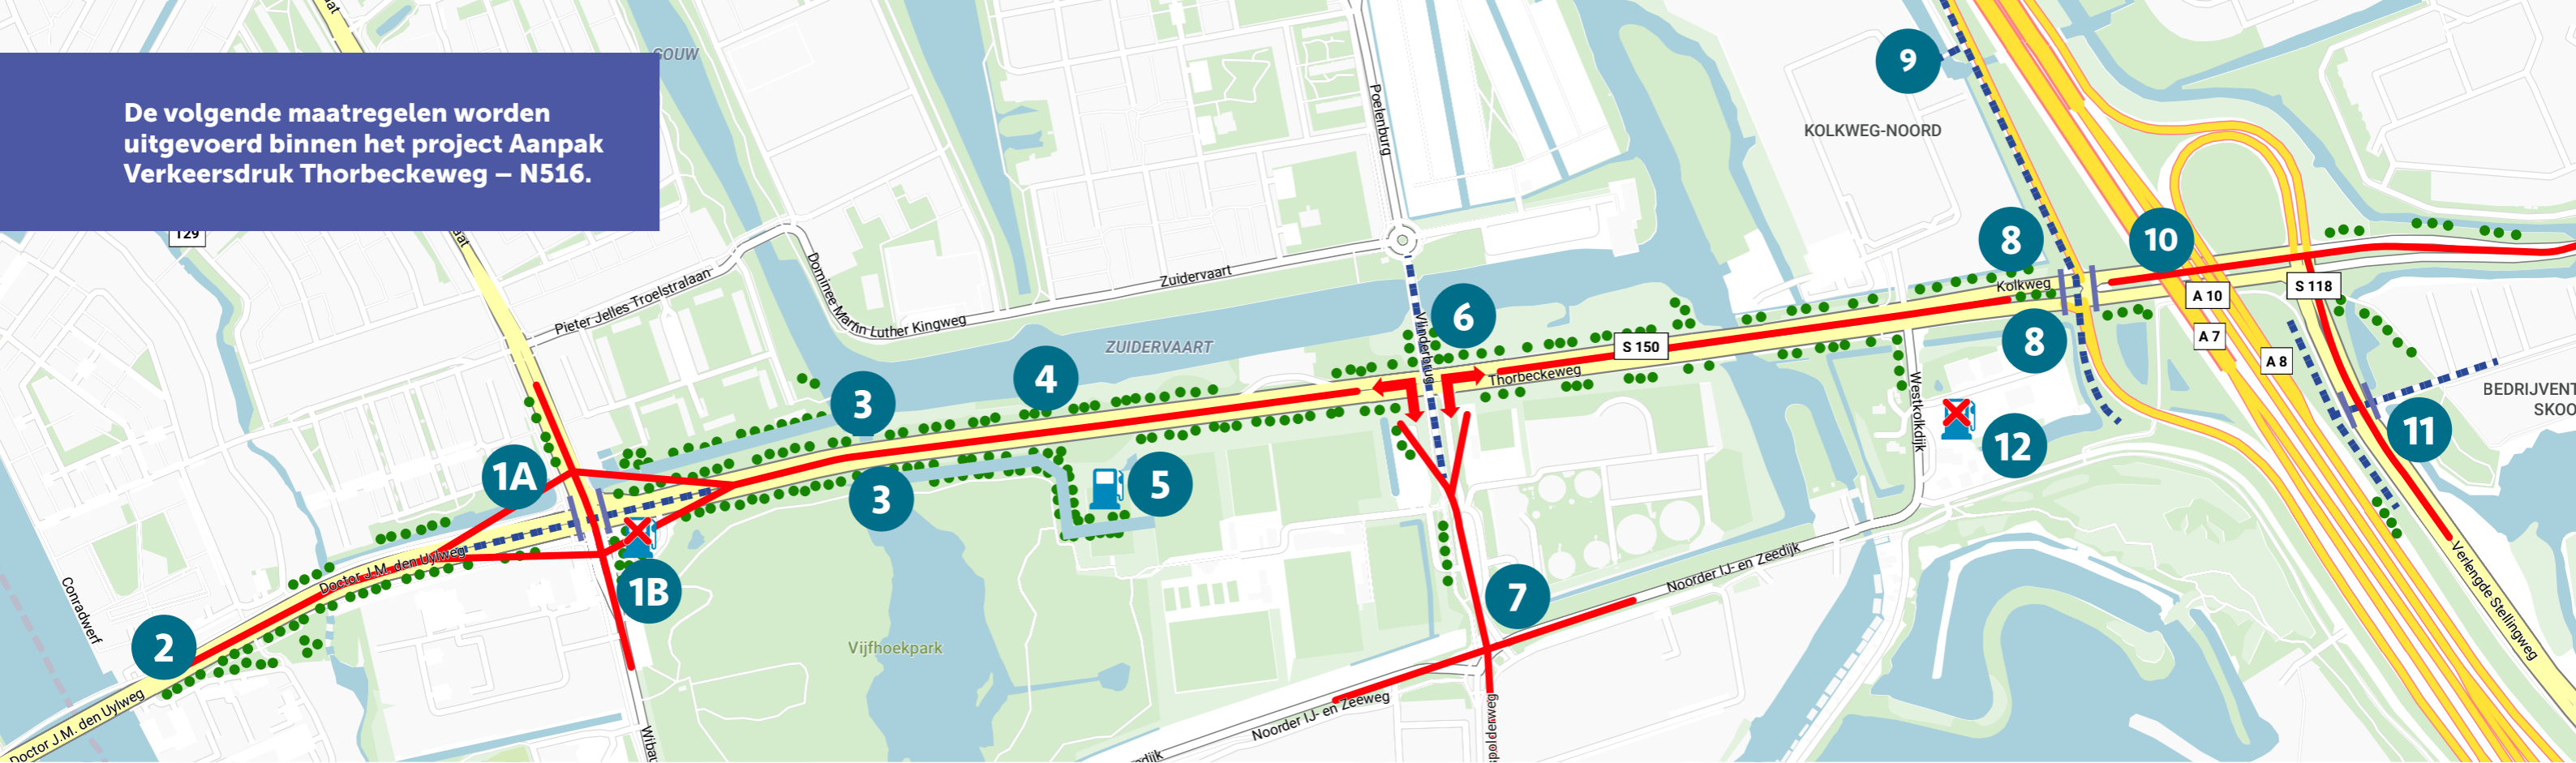 De volgende maatregelen worden
uitgevoerd binnen het project Aanpak
Verkeersdruk Thorbeckeweg – N516.
GOUW
Poelenburg
9
KOLKWEG-NOORD
Pieter Jelles Troelstralaan
Dominee Martin Luther Kingweg
Zuidervaart
ZUIDERVAART
Vlinderbrug
6
8
Kolkweg
8
10
A 10
A 7
A 8
S 118
S 150
Thorbeckeweg
4
3
3
5
1A
1B
Westkolkdijk
12
11
SKOO
Doctor J.M. den Uylweg
Conradwerf
2
Doctor J.M. den Uylweg
Vijfhoekpark
7
Noorder IJ- en Zeedijk
Noorder IJ- en Zeeweg
Verlengde Stellingweg